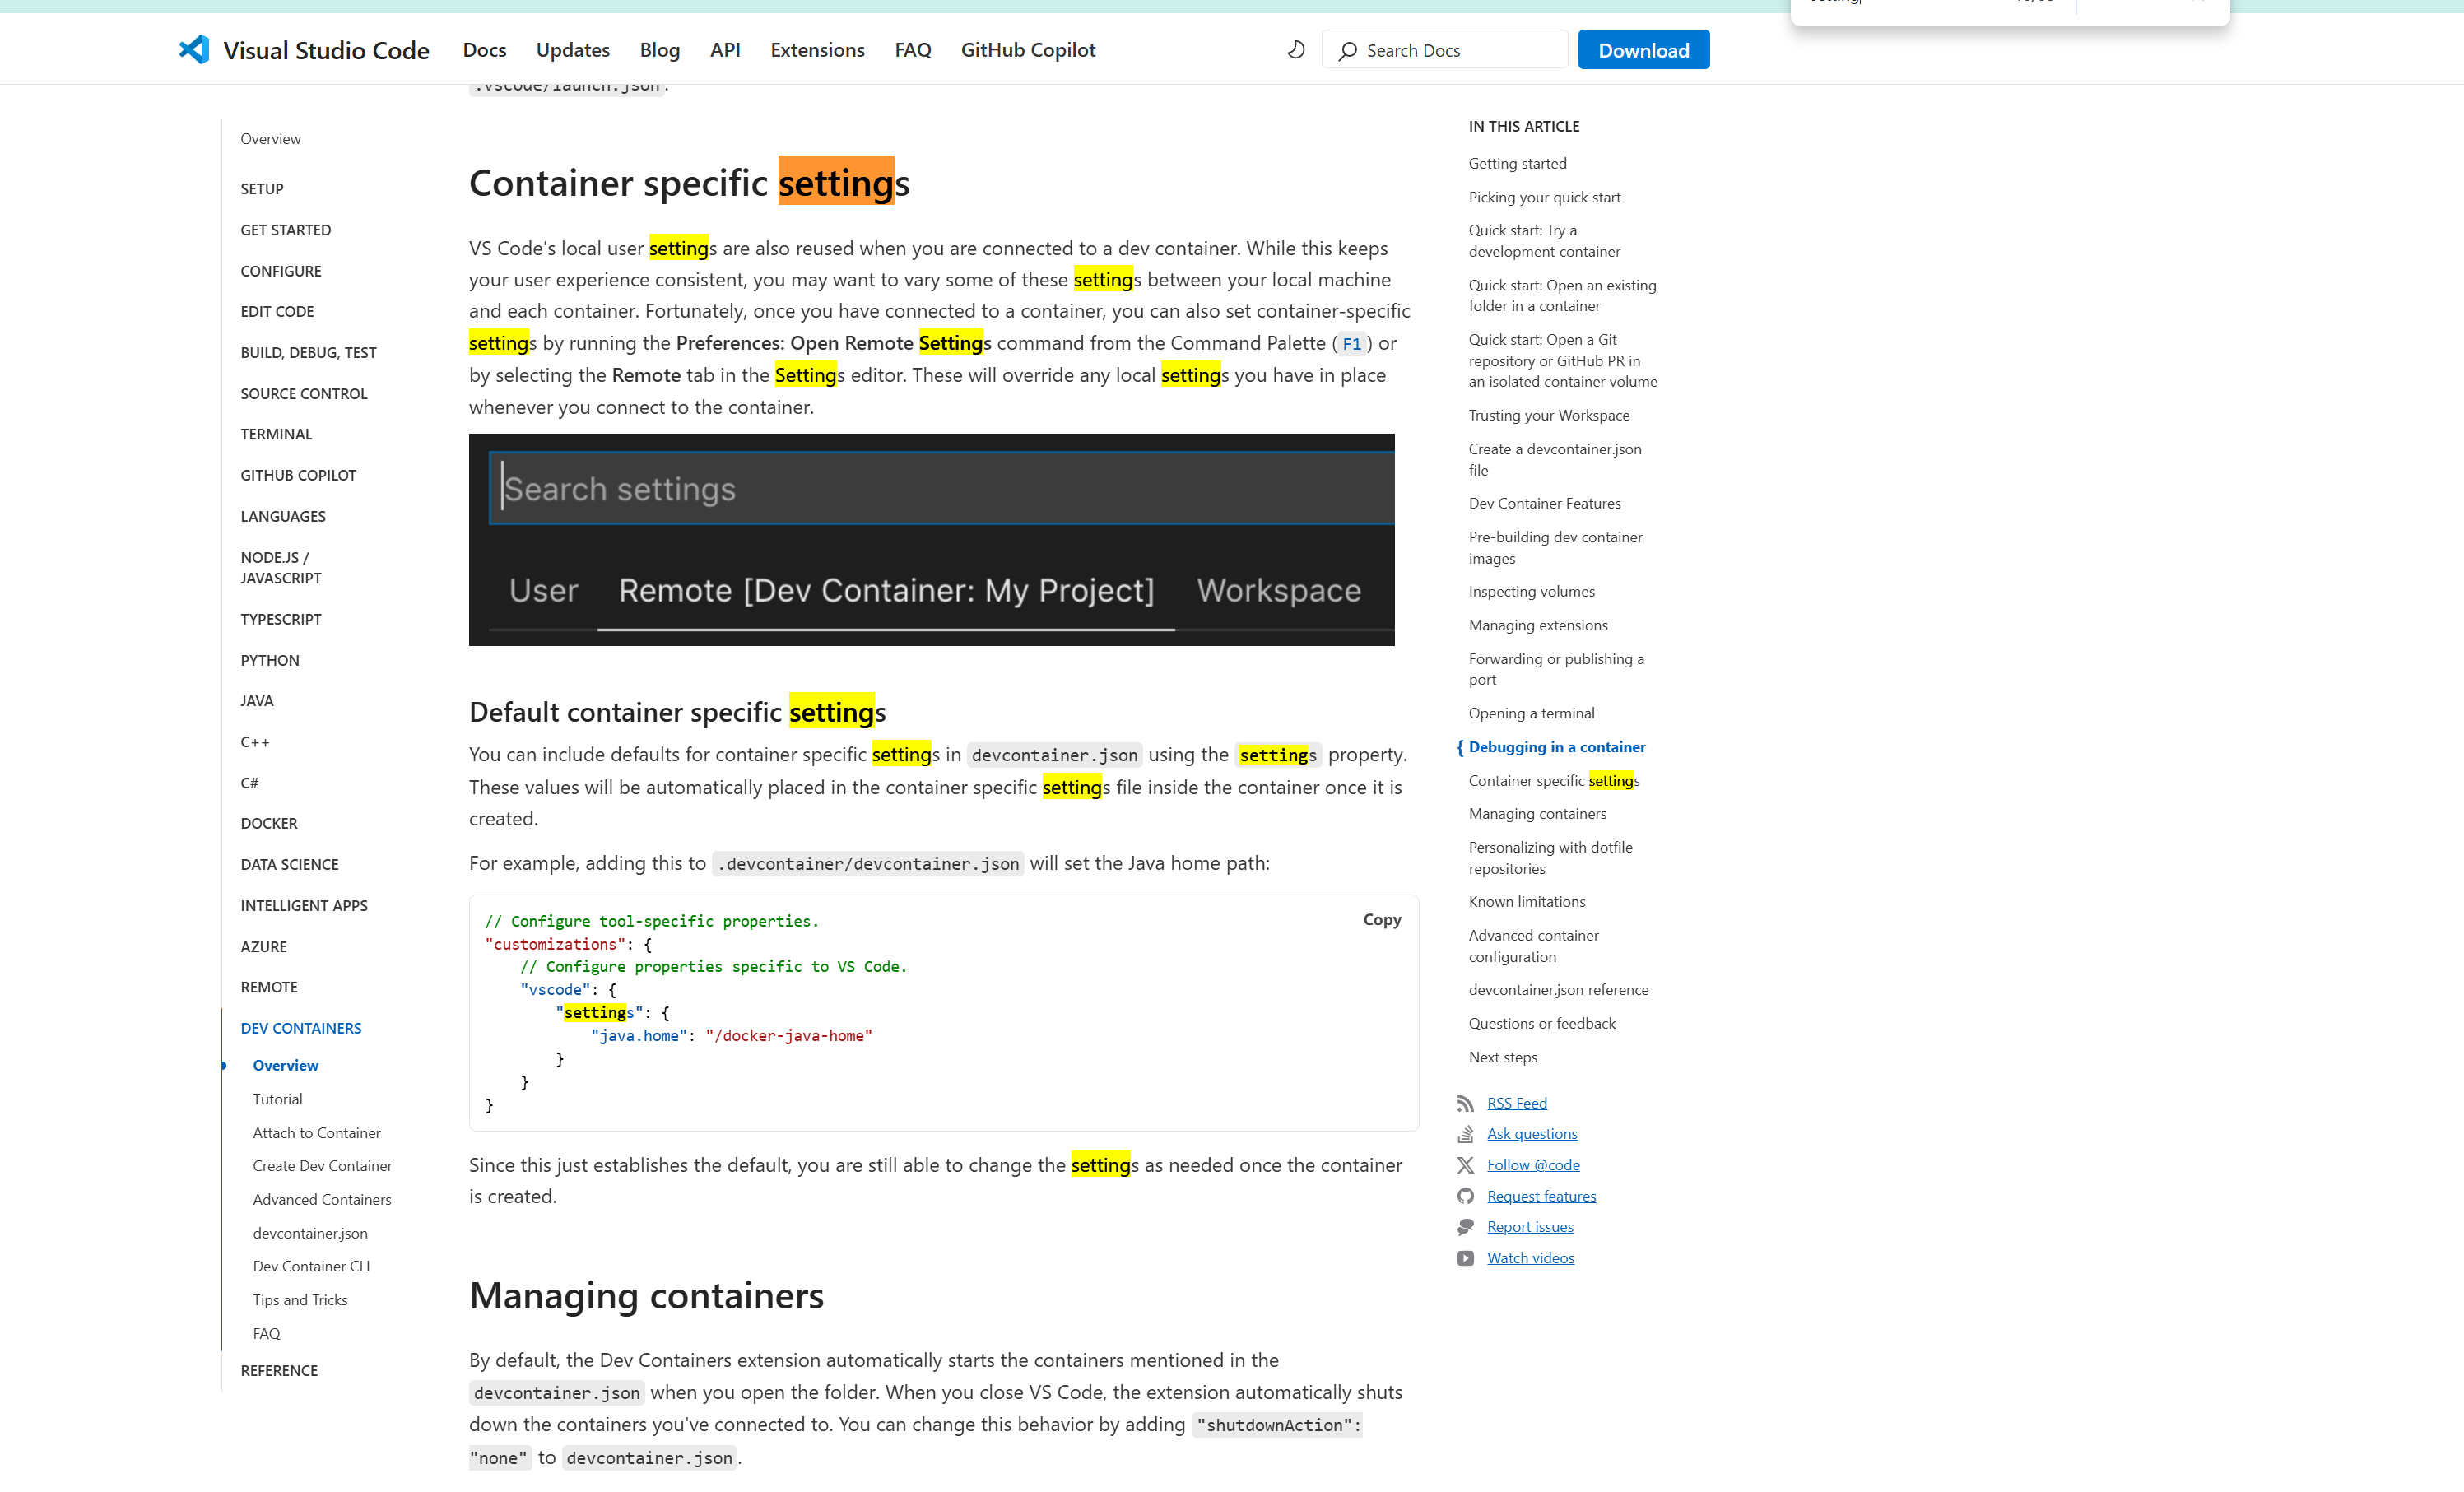 Visual Studio Code Docs Updates Blog API Extensions FAQ GitHub Copilot Search Docs Download
.vscode/launch.json.
Overview
SETUP
GET STARTED
CONFIGURE
EDIT CODE
BUILD, DEBUG, TEST
SOURCE CONTROL
TERMINAL
GITHUB COPILOT
LANGUAGES
NODE.JS /
JAVASCRIPT
TYPESCRIPT
PYTHON
JAVA
C++
C#
DOCKER
DATA SCIENCE
INTELLIGENT APPS
AZURE
REMOTE
DEV CONTAINERS
Overview
Tutorial
Attach to Container
Create Dev Container
Advanced Containers
devcontainer.json
Dev Container CLI
Tips and Tricks
FAQ
REFERENCE
Container specific settings
VS Code's local user settings are also reused when you are connected to a dev container. While this keeps
your user experience consistent, you may want to vary some of these settings between your local machine
and each container. Fortunately, once you have connected to a container, you can also set container-specific
settings by running the Preferences: Open Remote Settings command from the Command Palette (F1) or
by selecting the Remote tab in the Settings editor. These will override any local settings you have in place
whenever you connect to the container.
Search settings
User Remote [Dev Container: My Project] Workspace
Default container specific settings
You can include defaults for container specific settings in devcontainer.json using the settings property.
These values will be automatically placed in the container specific settings file inside the container once it is
created.
For example, adding this to .devcontainer/devcontainer.json will set the Java home path:
Copy
// Configure tool-specific properties.
"customizations": {
    // Configure properties specific to VS Code.
    "vscode": {
        "settings": {
            "java.home": "/docker-java-home"
        }
    }
}
Since this just establishes the default, you are still able to change the settings as needed once the container
is created.
Managing containers
By default, the Dev Containers extension automatically starts the containers mentioned in the
devcontainer.json when you open the folder. When you close VS Code, the extension automatically shuts
down the containers you've connected to. You can change this behavior by adding "shutdownAction":
"none" to devcontainer.json.
IN THIS ARTICLE
Getting started
Picking your quick start
Quick start: Try a
development container
Quick start: Open an existing
folder in a container
Quick start: Open a Git
repository or GitHub PR in
an isolated container volume
Trusting your Workspace
Create a devcontainer.json
file
Dev Container Features
Pre-building dev container
images
Inspecting volumes
Managing extensions
Forwarding or publishing a
port
Opening a terminal
{ Debugging in a container
Container specific settings
Managing containers
Personalizing with dotfile
repositories
Known limitations
Advanced container
configuration
devcontainer.json reference
Questions or feedback
Next steps
RSS Feed
Ask questions
Follow @code
Request features
Report issues
Watch videos